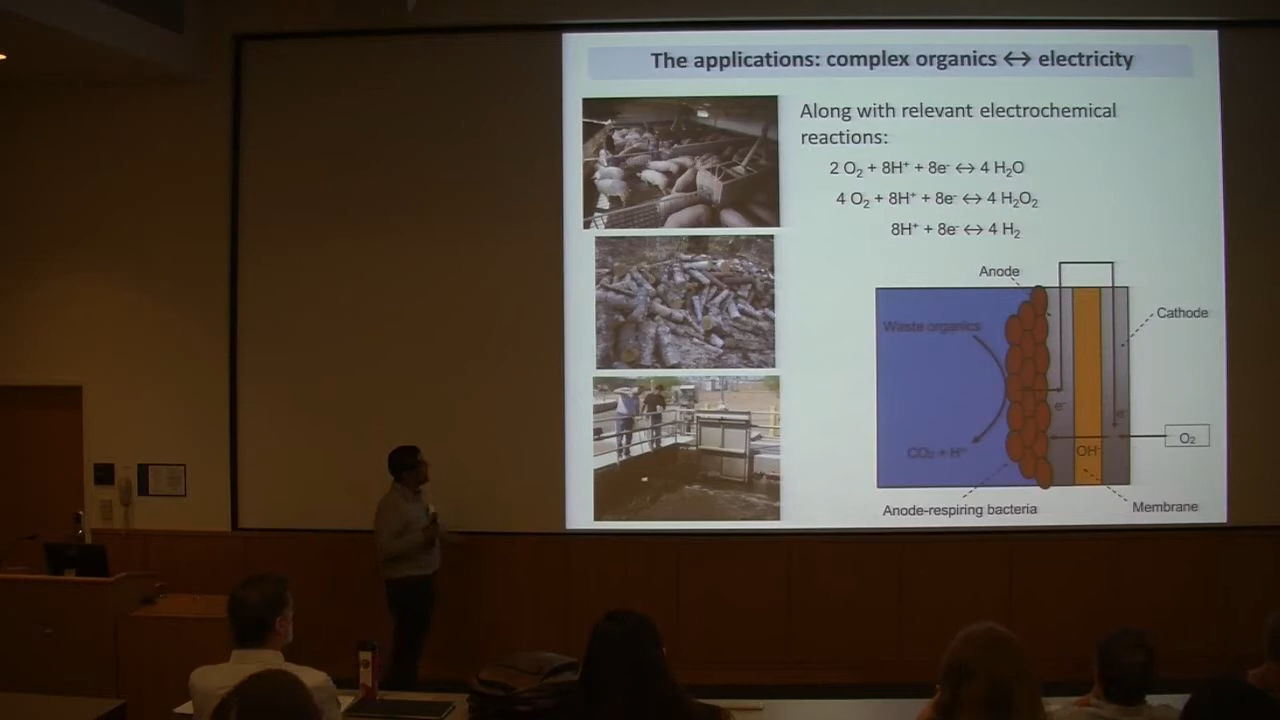 The applications: complex organics ↔ electricity
Along with relevant electrochemical
reactions:
2 O₂ + 8H⁺ + 8e⁻ ↔ 4 H₂O
4 O₂ + 8H⁺ + 8e⁻ ↔ 4 H₂O₂
8H⁺ + 8e⁻ ↔ 4 H₂
Anode
Cathode
Waste organics
e⁻
e⁻
O₂
CO₂ + H⁺
OH⁻
Anode-respiring bacteria
Membrane